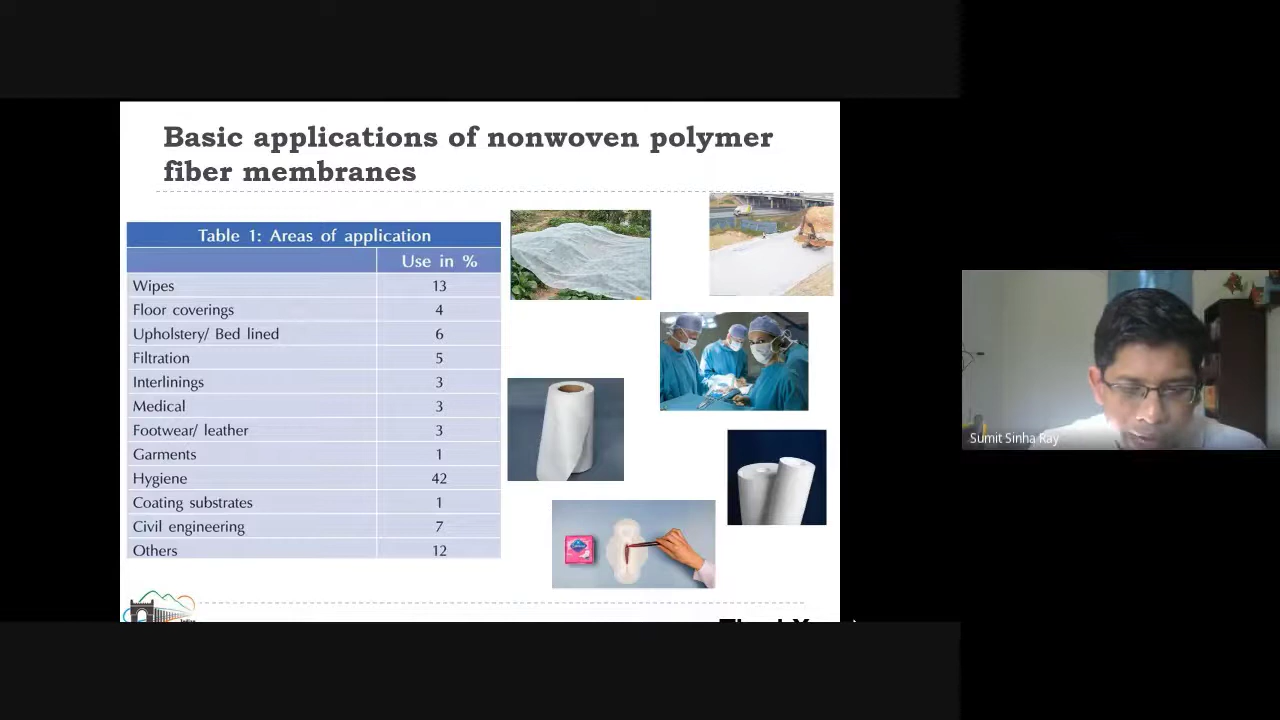 Basic applications of nonwoven polymer
fiber membranes
Table 1: Areas of application
Use in %
Wipes 13
Floor coverings 4
Upholstery/ Bed lined 6
Filtration 5
Interlinings 3
Medical 3
Footwear/ leather 3
Garments 1
Hygiene 42
Coating substrates 1
Civil engineering 7
Others 12
Sumit Sinha Ray